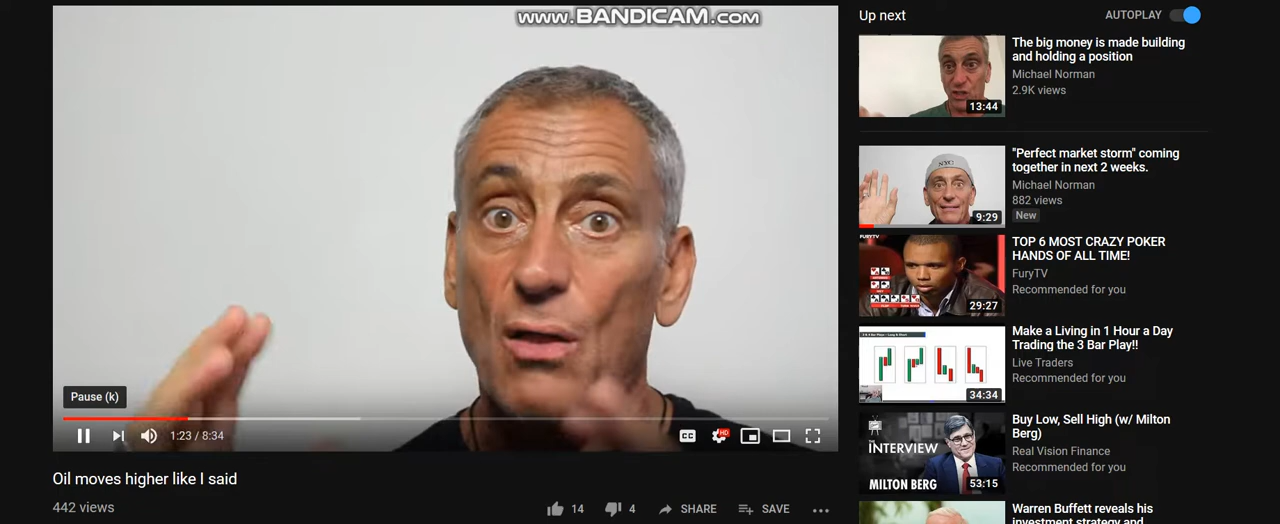 www.BANDICAM.com
Up next
AUTOPLAY
13:44
The big money is made building
and holding a position
Michael Norman
2.9K views
NYC
9:29
"Perfect market storm" coming
together in next 2 weeks.
Michael Norman
882 views
New
FURYTV
29:27
TOP 6 MOST CRAZY POKER
HANDS OF ALL TIME!
FuryTV
Recommended for you
34:34
Make a Living in 1 Hour a Day
Trading the 3 Bar Play!!
Live Traders
Recommended for you
INTERVIEW
MILTON BERG
53:15
Buy Low, Sell High (w/ Milton
Berg)
Real Vision Finance
Recommended for you
Warren Buffett reveals his
investment strategy and
Pause (k)
1:23 / 8:34
CC
HD
Oil moves higher like I said
442 views
14
4
SHARE
SAVE